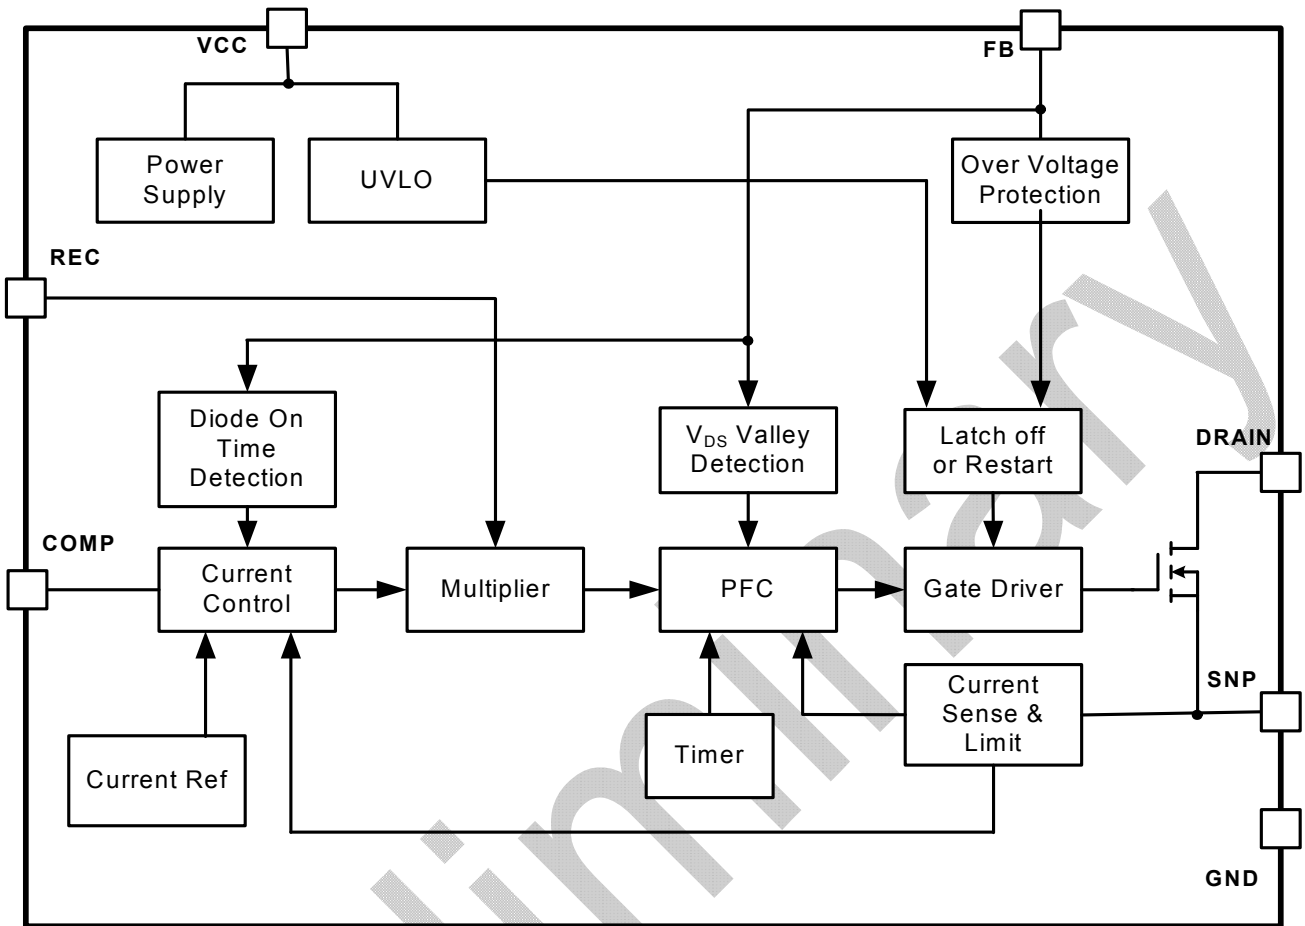 VCC
FB
Power
Supply
UVLO
Over Voltage
Protection
REC
Diode On
Time
Detection
VDS Valley
Detection
Latch off
or Restart
DRAIN
COMP
Current
Control
Multiplier
PFC
Gate Driver
Current
Sense &
Limit
SNP
Timer
Current Ref
GND